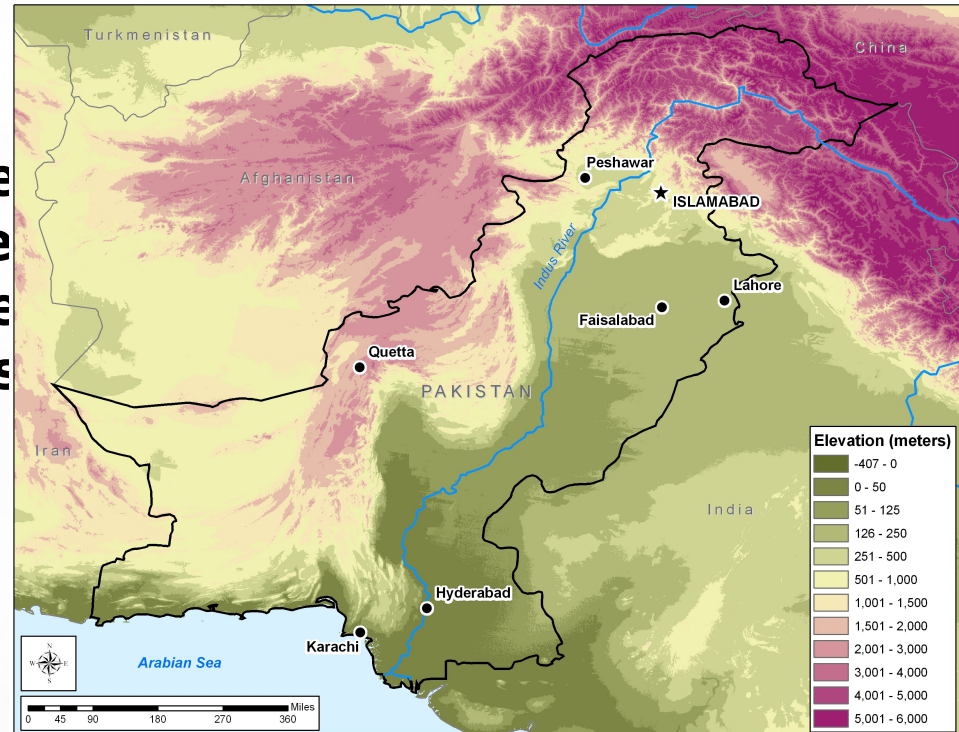 Turkmenistan
China
Afghanistan
Peshawar
ISLAMABAD
Indus River
Lahore
Faisalabad
Quetta
PAKISTAN
Iran
India
Hyderabad
Karachi
Arabian Sea
N
W E
S
Miles
0 45 90 180 270 360
Elevation (meters)
-407 - 0
0 - 50
51 - 125
126 - 250
251 - 500
501 - 1,000
1,001 - 1,500
1,501 - 2,000
2,001 - 3,000
3,001 - 4,000
4,001 - 5,000
5,001 - 6,000